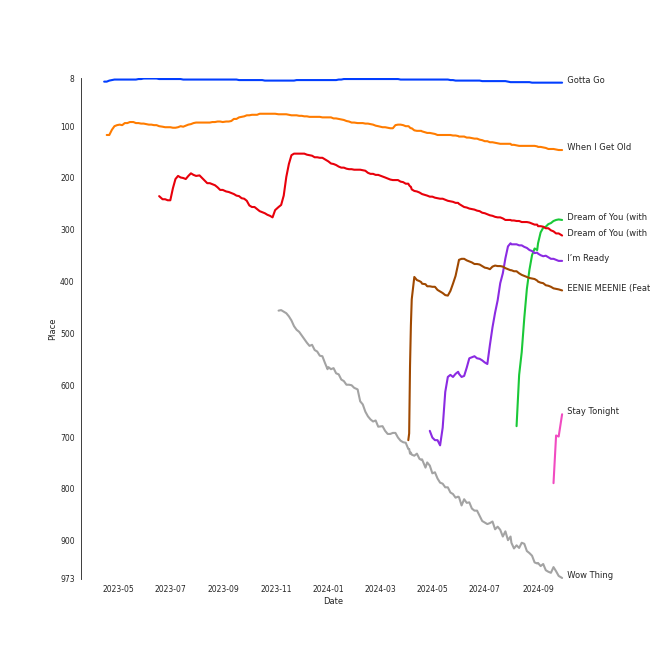 8
100
200
300
400
500
600
700
800
900
973
Place
2023-05
2023-07
2023-09
2023-11
2024-01
2024-03
2024-05
2024-07
2024-09
Date
Gotta Go
When I Get Old
Dream of You (with
Dream of You (with
I'm Ready
EENIE MEENIE (Feat
Stay Tonight
Wow Thing